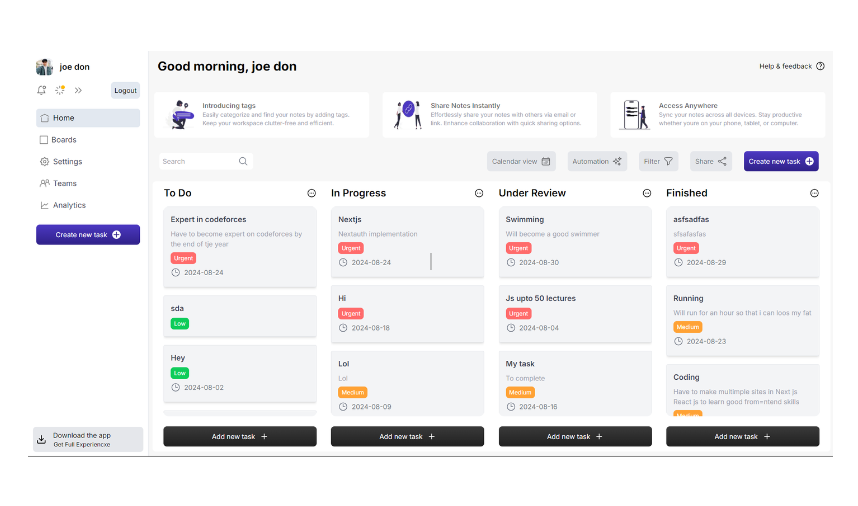 joe don
Logout
Home
Boards
Settings
Teams
Analytics
Create new task
Download the app
Get Full Experiencxe
Good morning, joe don
Help & feedback
Introducing tags
Easily categorize and find your notes by adding tags.
Keep your workspace clutter-free and efficient.
Share Notes Instantly
Effortlessly share your notes with others via email or
link. Enhance collaboration with quick sharing options.
Access Anywhere
Sync your notes across all devices. Stay productive
whether youre on your phone, tablet, or computer.
Search
Calendar view
Automation
Filter
Share
Create new task
To Do
Expert in codeforces
Have to become expert on codeforces by
the end of tje year
Urgent
2024-08-24
sda
Low
Hey
Low
2024-08-02
Add new task
In Progress
Nextjs
Nextauth implementation
Urgent
2024-08-24
Hi
Urgent
2024-08-18
Lol
Lol
Medium
2024-08-09
Add new task
Under Review
Swimming
Will become a good swimmer
Urgent
2024-08-30
Js upto 50 lectures
Urgent
2024-08-04
My task
To complete
Medium
2024-08-16
Add new task
Finished
asfsadfas
sfsafasfas
Urgent
2024-08-29
Running
Will run for an hour so that I can loos my fat
Medium
2024-08-23
Coding
Have to make multimple sites in Next js
React js to learn good from=ntend skills
Medium
Add new task